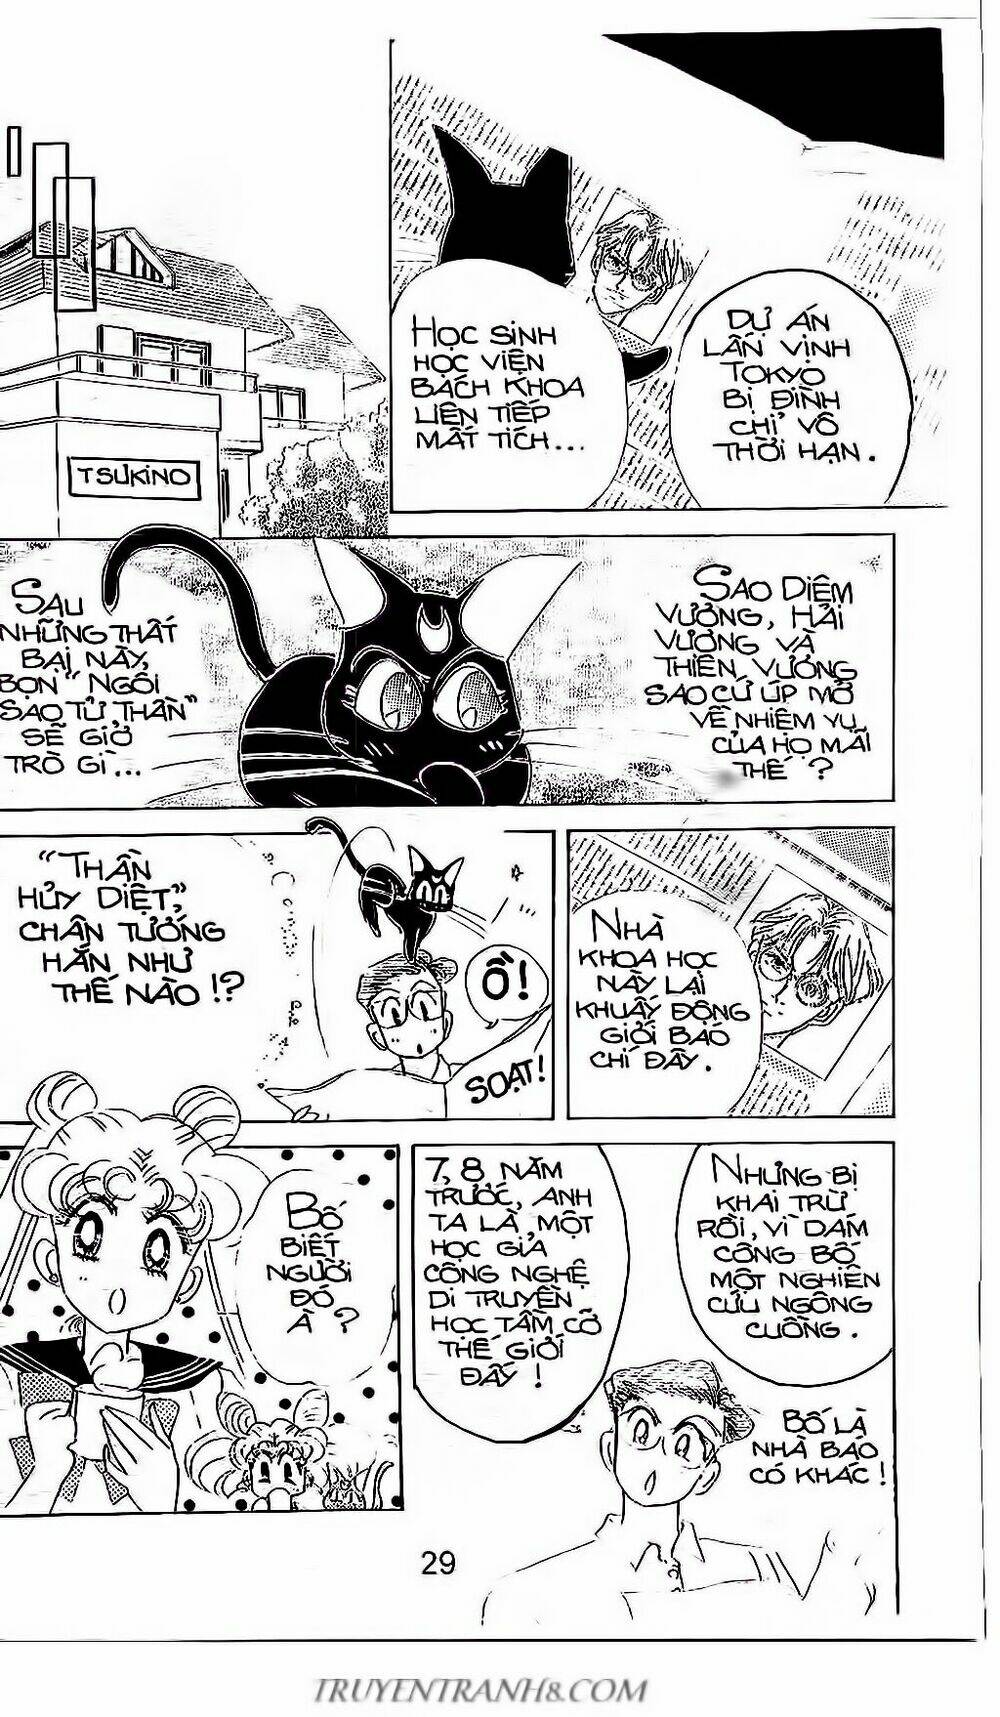 DỰ ÁN
LẤN VỊNH
TOKYO
BỊ ĐÌNH
CHỈ VÔ
THỜI HẠN.
HỌC SINH
HỌC VIỆN
BÁCH KHOA
LIÊN TIẾP
MẤT TÍCH...
TSUKINO
SAO DIÊM
VƯƠNG, HẢI
VƯƠNG VÀ
THIÊN VƯƠNG
SAO CỨ ÚP MỞ
VỀ NHIỆM VỤ
CỦA HỌ MÃI
THẾ ?
SAU
NHỮNG THẤT
BẠI NÀY,
BỌN "NGÔI
SAO TỬ THẦN"
SẼ GIỞ
TRÒ GÌ...
NHÀ
KHOA HỌC
NÀY LẠI
KHUẤY ĐỘNG
GIỚI BÁO
CHÍ ĐÂY.
Ồ!
SOẠT!
"THẦN
HỦY DIỆT",
CHÂN TƯỚNG
HẮN NHƯ
THẾ NÀO !?
NHƯNG BỊ
KHAI TRỪ
RỒI, VÌ DÁM
CÔNG BỐ
MỘT NGHIÊN
CỨU NGÔNG
CUỒNG.
7, 8 NĂM
TRƯỚC, ANH
TA LÀ MỘT
HỌC GIẢ
CÔNG NGHỆ
DI TRUYỀN
HỌC TẦM CỠ
THẾ GIỚI
ĐẤY !
BỐ LÀ
NHÀ BÁO
CÓ KHÁC !
BỐ
BIẾT
NGƯỜI
ĐÓ
À ?
29
TRUYENTRANH8.COM